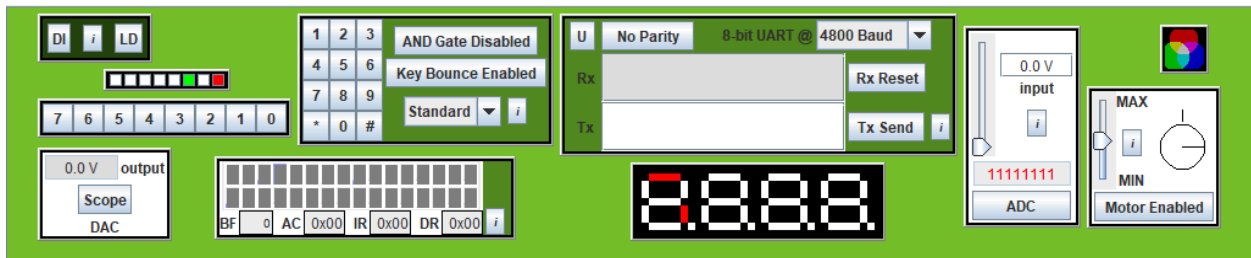 DI i LD
7 6 5 4 3 2 1 0
0.0 V output
Scope
DAC
1 2 3
4 5 6
7 8 9
* 0 #
AND Gate Disabled
Key Bounce Enabled
Standard i
BF 0 AC 0x00 IR 0x00 DR 0x00 i
U No Parity 8-bit UART @ 4800 Baud
Rx Rx Reset
Tx Tx Send i
0.0 V
input
i
11111111
ADC
MAX
i
MIN
Motor Enabled